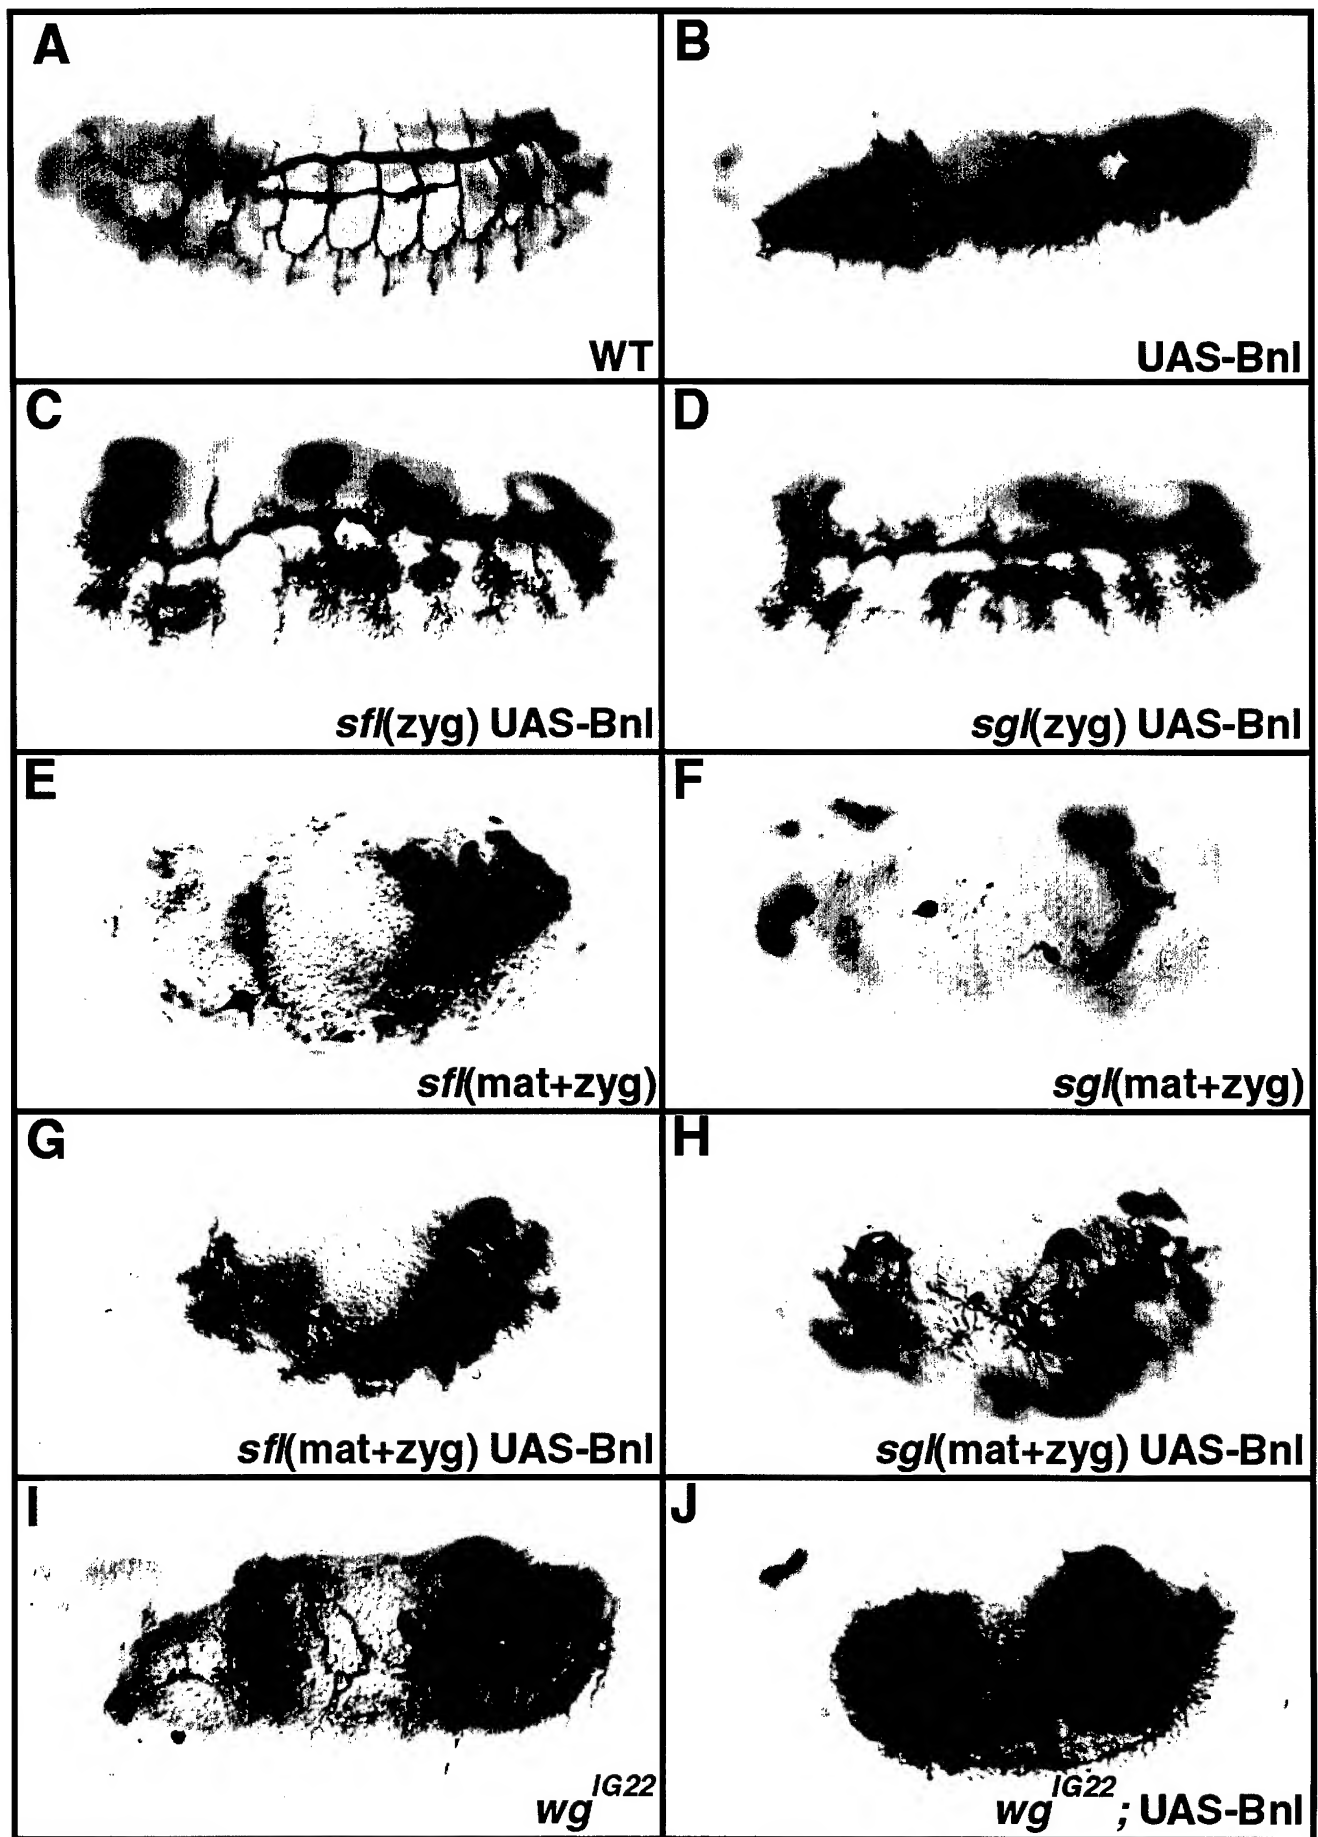 A
WT
B
UAS-Bnl
C
sfl(zyg) UAS-Bnl
D
sgl(zyg) UAS-Bnl
E
sfl(mat+zyg)
F
sgl(mat+zyg)
G
sfl(mat+zyg) UAS-Bnl
H
sgl(mat+zyg) UAS-Bnl
I
wg^IG22
J
wg^IG22; UAS-Bnl